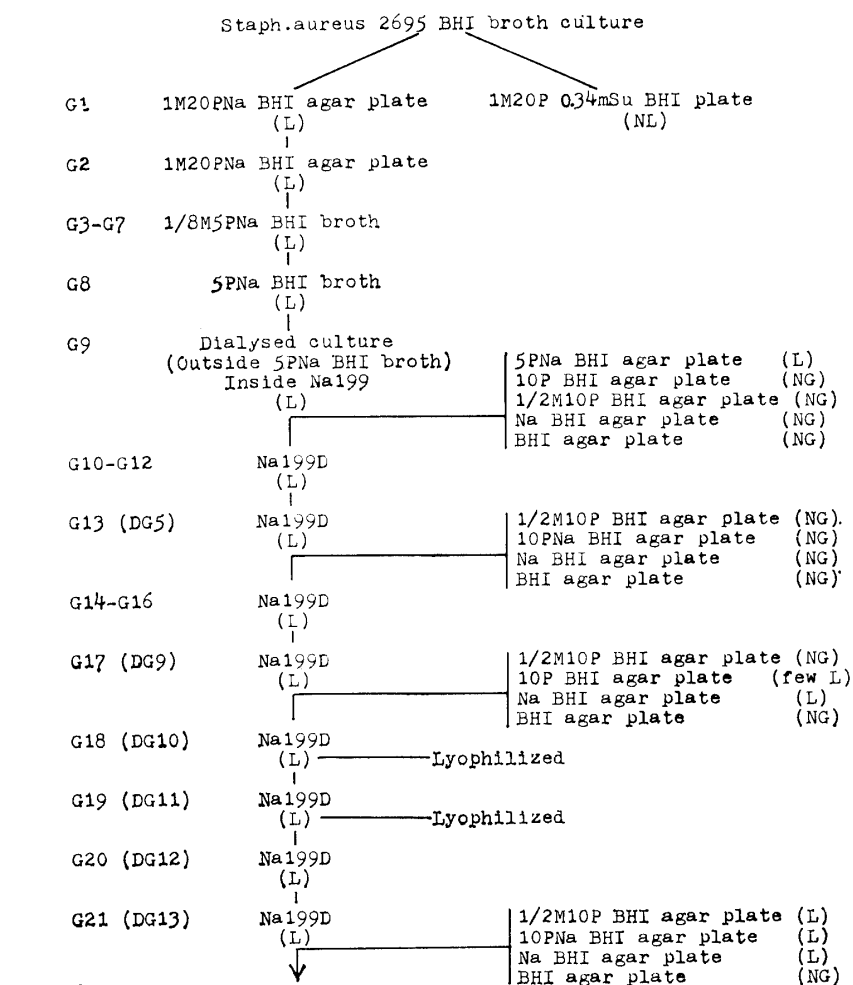 Staph.aureus 2695 BHI broth culture
G1 1M20PNa BHI agar plate 1M20P 0.34mSu BHI plate
(L) (NL)
G2 1M20PNa BHI agar plate
(L)
G3-G7 1/8M5PNa BHI broth
(L)
G8 5PNa BHI broth
(L)
G9 Dialysed culture
(Outside 5PNa BHI broth)
Inside Na199
(L)
5PNa BHI agar plate (L)
10P BHI agar plate (NG)
1/2M10P BHI agar plate (NG)
Na BHI agar plate (NG)
BHI agar plate (NG)
G10-G12 Na199D
(L)
G13 (DG5) Na199D
(L)
1/2M10P BHI agar plate (NG).
10PNa BHI agar plate (NG)
Na BHI agar plate (NG)
BHI agar plate (NG)
G14-G16 Na199D
(L)
G17 (DG9) Na199D
(L)
1/2M10P BHI agar plate (NG)
10P BHI agar plate (few L)
Na BHI agar plate (L)
BHI agar plate (NG)
G18 (DG10) Na199D
(L) Lyophilized
G19 (DG11) Na199D
(L) Lyophilized
G20 (DG12) Na199D
(L)
G21 (DG13) Na199D
(L)
1/2M10P BHI agar plate (L)
10PNa BHI agar plate (L)
Na BHI agar plate (L)
BHI agar plate (NG)